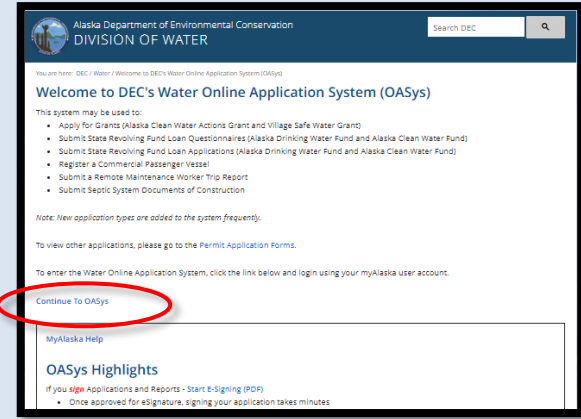 Alaska Department of Environmental Conservation
DIVISION OF WATER
Search DEC
You are here: DEC / Water / Welcome to DEC's Water Online Application System (OASys)
Welcome to DEC's Water Online Application System (OASys)
This system may be used to:
• Apply for Grants (Alaska Clean Water Actions Grant and Village Safe Water Grant)
• Submit State Revolving Fund Loan Questionnaires (Alaska Drinking Water Fund and Alaska Clean Water Fund)
• Submit State Revolving Fund Loan Applications (Alaska Drinking Water Fund and Alaska Clean Water Fund)
• Register a Commercial Passenger Vessel
• Submit a Remote Maintenance Worker Trip Report
• Submit Septic System Documents of Construction
Note: New application types are added to the system frequently.
To view other applications, please go to the Permit Application Forms.
To enter the Water Online Application System, click the link below and login using your myAlaska user account.
Continue To OASys
MyAlaska Help
OASys Highlights
If you sign Applications and Reports - Start E-Signing (PDF)
• Once approved for eSignature, signing your application takes minutes